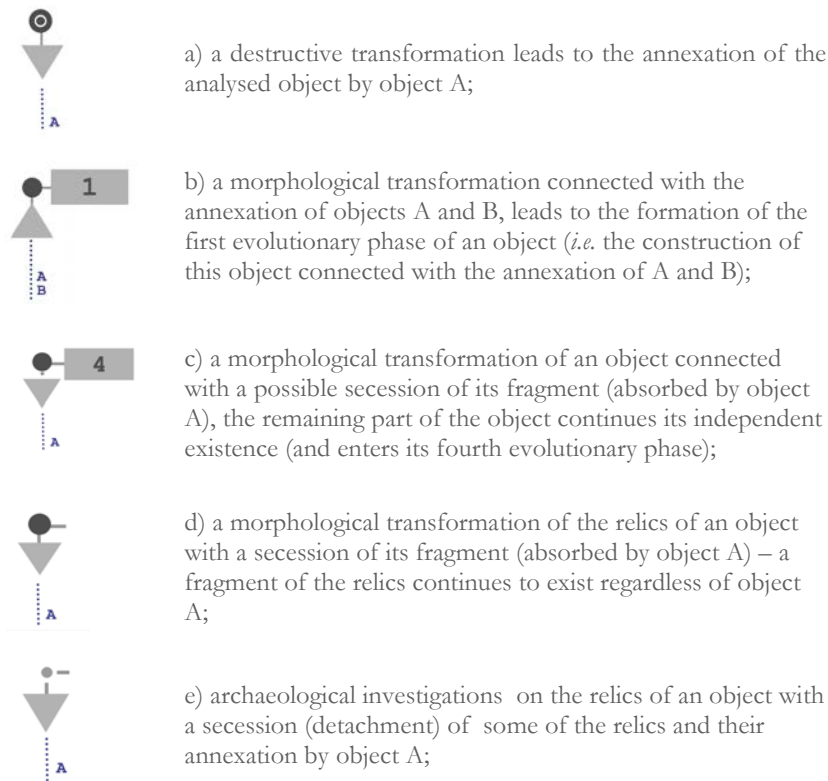 a) a destructive transformation leads to the annexation of the
analysed object by object A;
A
1
b) a morphological transformation connected with the
annexation of objects A and B, leads to the formation of the
first evolutionary phase of an object (i.e. the construction of
this object connected with the annexation of A and B);
A
B
4
c) a morphological transformation of an object connected
with a possible secession of its fragment (absorbed by object
A), the remaining part of the object continues its independent
existence (and enters its fourth evolutionary phase);
A
d) a morphological transformation of the relics of an object
with a secession of its fragment (absorbed by object A) – a
fragment of the relics continues to exist regardless of object
A;
A
e) archaeological investigations on the relics of an object with
a secession (detachment) of some of the relics and their
annexation by object A;
A